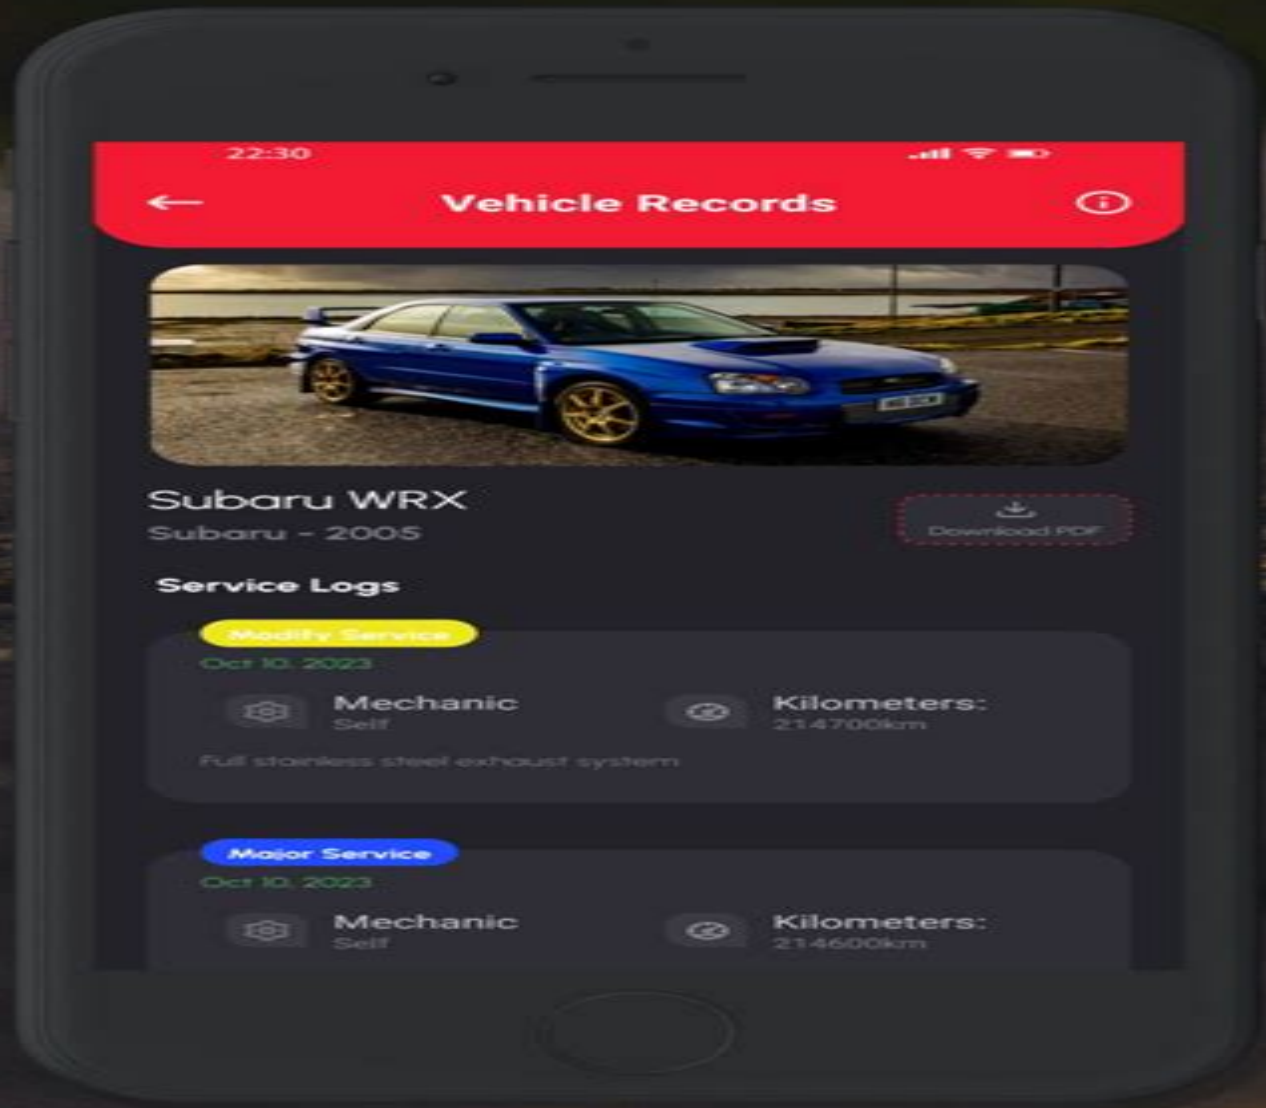 22:30
Vehicle Records
Subaru WRX
Subaru - 2005
Download PDF
Service Logs
Modify Service
Oct 10, 2023
Mechanic
Self
Kilometers:
214700km
Full stainless steel exhaust system
Major Service
Oct 10, 2023
Mechanic
Self
Kilometers:
214600km